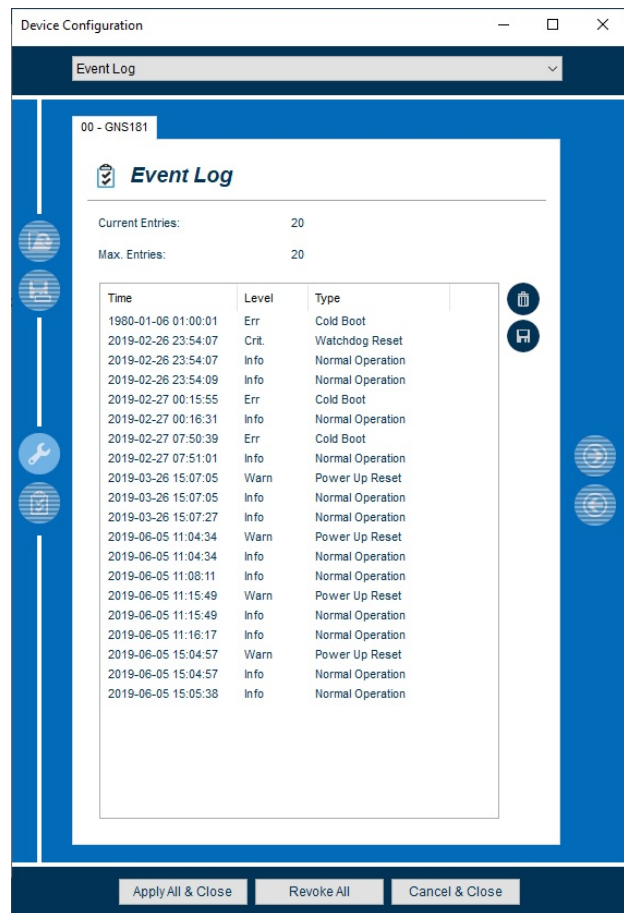 Device Configuration
Event Log
00 - GNS181
Event Log
Current Entries: 20
Max. Entries: 20
Time Level Type
1980-01-06 01:00:01 Err Cold Boot
2019-02-26 23:54:07 Crit. Watchdog Reset
2019-02-26 23:54:07 Info Normal Operation
2019-02-26 23:54:09 Info Normal Operation
2019-02-27 00:15:55 Err Cold Boot
2019-02-27 00:16:31 Info Normal Operation
2019-02-27 07:50:39 Err Cold Boot
2019-02-27 07:51:01 Info Normal Operation
2019-03-26 15:07:05 Warn Power Up Reset
2019-03-26 15:07:05 Info Normal Operation
2019-03-26 15:07:27 Info Normal Operation
2019-06-05 11:04:34 Warn Power Up Reset
2019-06-05 11:04:34 Info Normal Operation
2019-06-05 11:08:11 Info Normal Operation
2019-06-05 11:15:49 Warn Power Up Reset
2019-06-05 11:15:49 Info Normal Operation
2019-06-05 11:16:17 Info Normal Operation
2019-06-05 15:04:57 Warn Power Up Reset
2019-06-05 15:04:57 Info Normal Operation
2019-06-05 15:05:38 Info Normal Operation
Apply All & Close Revoke All Cancel & Close